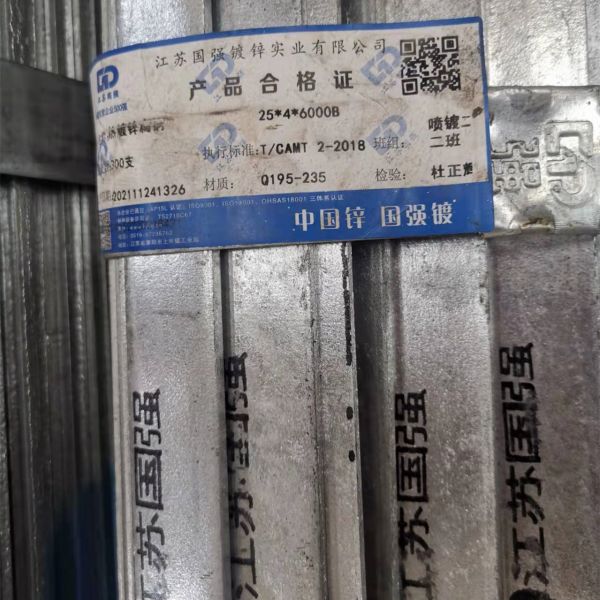 江苏国强镀锌实业有限公司
产品合格证
25*4*6000B
热镀锌扁钢
执行标准:T/CAMT 2-2018 班组: 喷镀二
二班
300支
202111241326 材质: Q195-235 检验: 杜正
中国锌 国强镀
国强
江苏国强
江苏国强
江苏国强
江苏国强